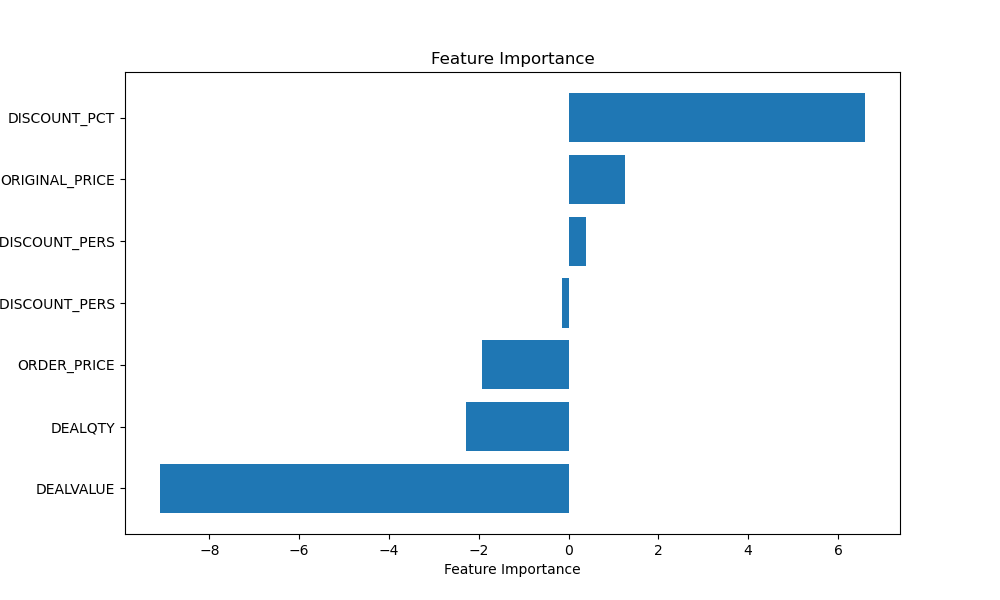 Feature Importance
DISCOUNT_PCT
ORIGINAL_PRICE
DISCOUNT_PERS
DISCOUNT_PERS
ORDER_PRICE
DEALQTY
DEALVALUE
−8 −6 −4 −2 0 2 4 6
Feature Importance